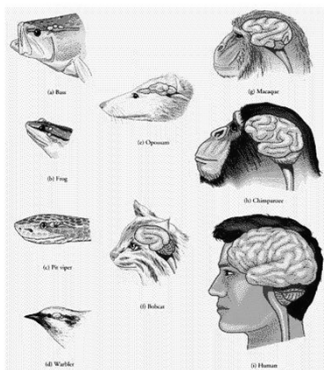 (a) Bass
(b) Frog
(c) Pit viper
(d) Warbler
(e) Opossum
(f) Bobcat
(g) Macaque
(h) Chimpanzee
(i) Human